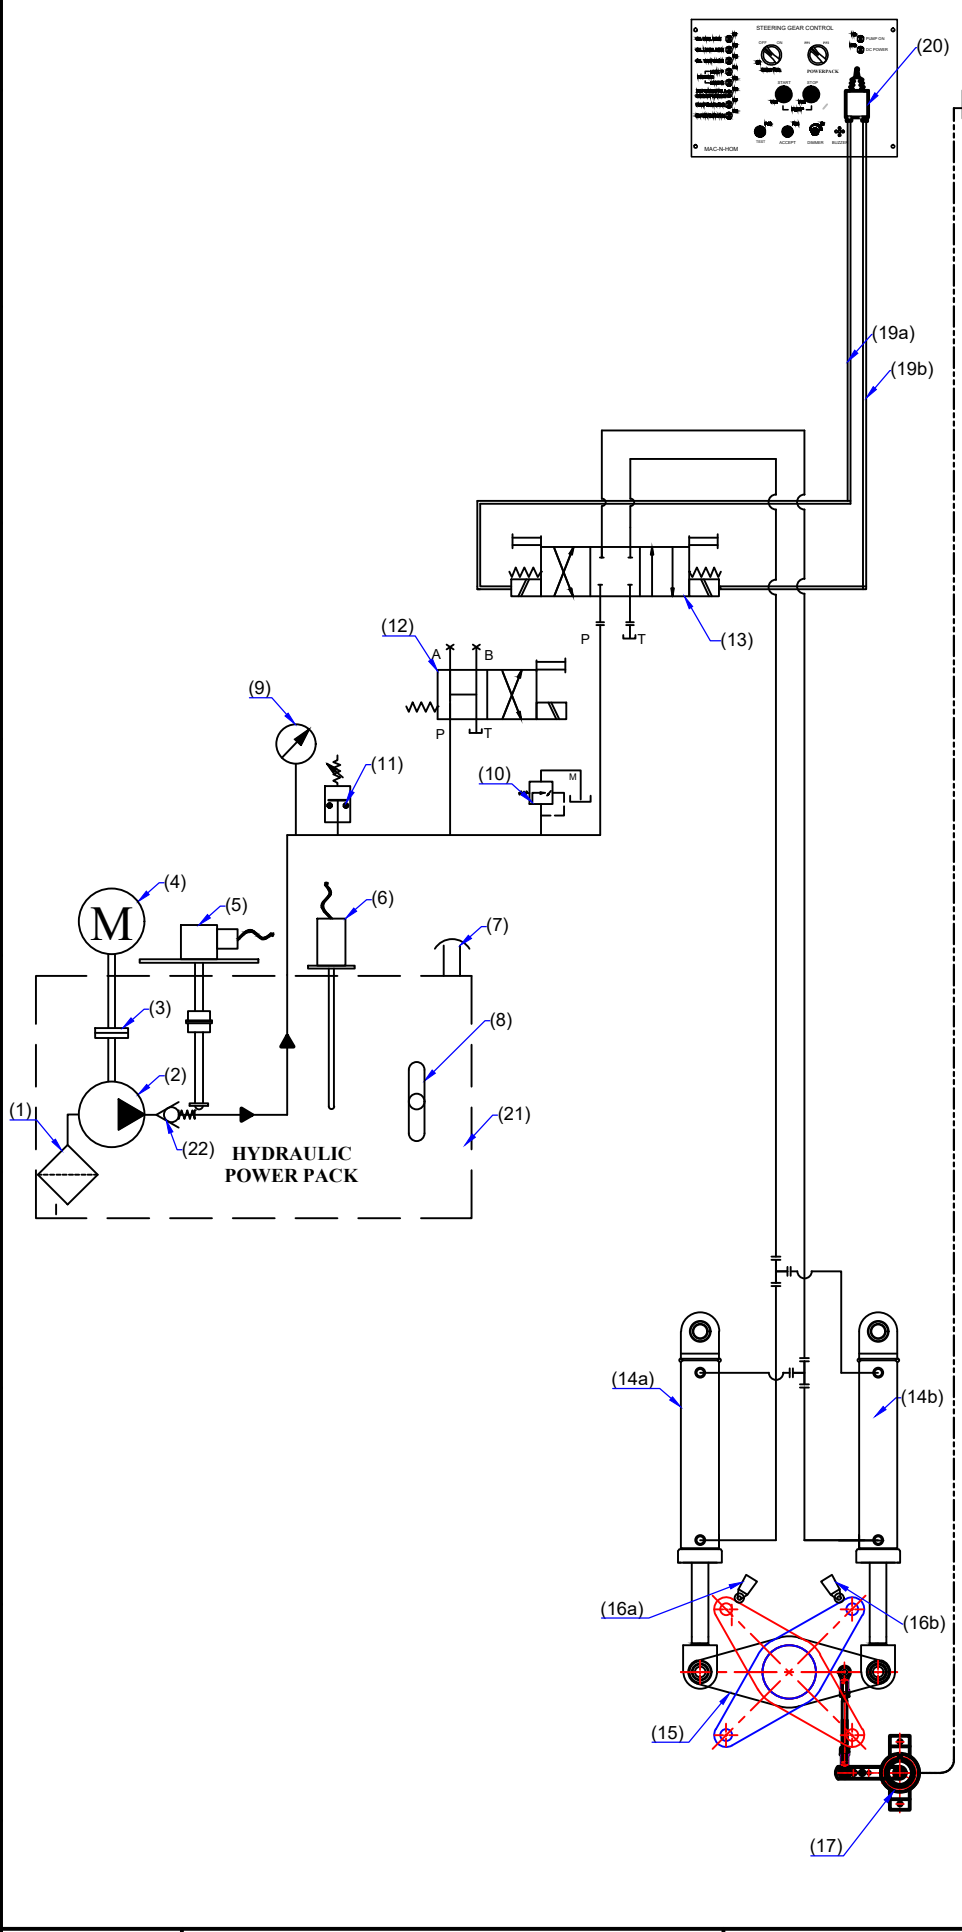 STEERING GEAR CONTROL
OFF ON
PUMP ON
DC POWER
POWERPACK
START STOP
TEST ACCEPT DIMMER BUZZER
MAC-N-HOM
(20)
(19a)
(19b)
(12)
A B
P T
(13)
P T
(9)
(11)
(10)
M
(4)
M
(5)
(6)
(7)
(3)
(8)
(2)
(1)
(21)
(22)
HYDRAULIC
POWER PACK
(14a)
(14b)
(16a)
(16b)
(15)
(17)